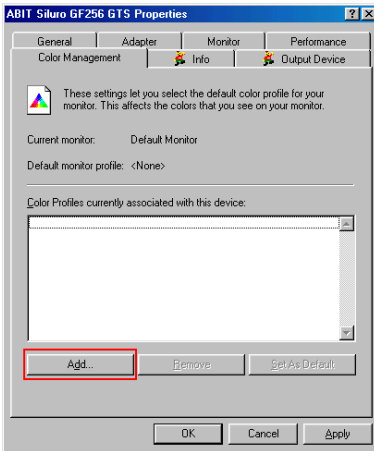 ABIT Siluro GF256 GTS Properties
General Adapter Monitor Performance
Color Management Info Output Device
These settings let you select the default color profile for your
monitor. This affects the colors that you see on your monitor.
Current monitor: Default Monitor
Default monitor profile: <None>
Color Profiles currently associated with this device:
Add... Remove Set As Default
OK Cancel Apply